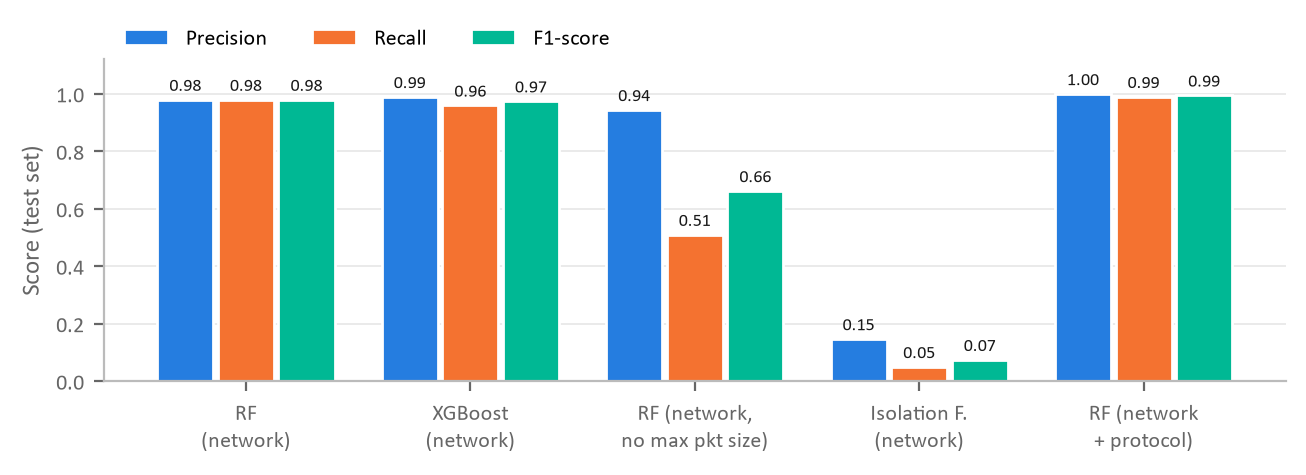 Precision Recall F1-score
Score (test set)
1.0
0.8
0.6
0.4
0.2
0.0
0.98 0.98 0.98
0.99 0.96 0.97
0.94 0.51 0.66
0.15 0.05 0.07
1.00 0.99 0.99
RF
(network)
XGBoost
(network)
RF (network,
no max pkt size)
Isolation F.
(network)
RF (network
+ protocol)